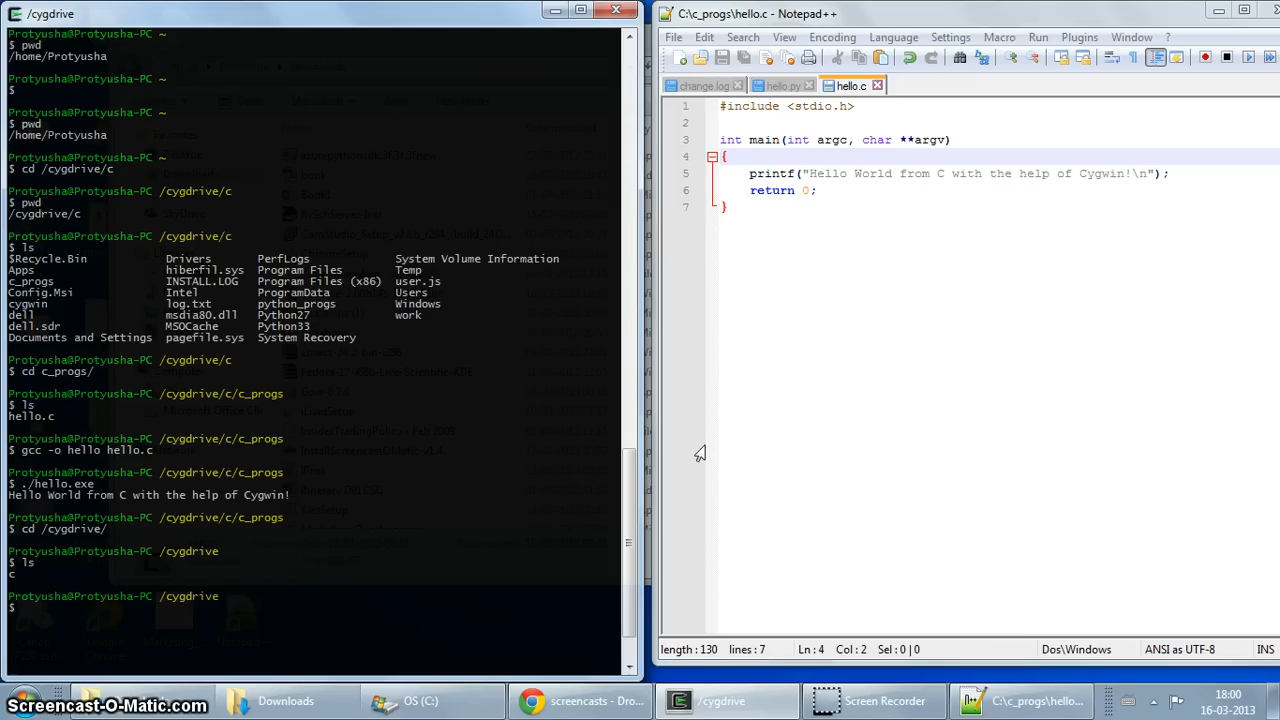 /cygdrive
Protyusha@Protyusha-PC ~
$ pwd
/home/Protyusha
Protyusha@Protyusha-PC ~
$
Protyusha@Protyusha-PC ~
$ pwd
/home/Protyusha
Protyusha@Protyusha-PC ~
$ cd /cygdrive/c
Protyusha@Protyusha-PC /cygdrive/c
$ pwd
/cygdrive/c
Protyusha@Protyusha-PC /cygdrive/c
$ ls
$Recycle.Bin Drivers PerfLogs System Volume Information
Apps hiberfil.sys Program Files Temp
c_progs INSTALL.LOG Program Files (x86) user.js
Config.Msi Intel ProgramData Users
cygwin log.txt python_progs Windows
dell msdia80.dll Python27 work
dell.sdr MSOCache Python33
Documents and Settings pagefile.sys System Recovery
Protyusha@Protyusha-PC /cygdrive/c
$ cd c_progs/
Protyusha@Protyusha-PC /cygdrive/c/c_progs
$ ls
hello.c
Protyusha@Protyusha-PC /cygdrive/c/c_progs
$ gcc -o hello hello.c
Protyusha@Protyusha-PC /cygdrive/c/c_progs
$ ./hello.exe
Hello World from C with the help of Cygwin!
Protyusha@Protyusha-PC /cygdrive/c/c_progs
$ cd /cygdrive/
Protyusha@Protyusha-PC /cygdrive
$ ls
c
Protyusha@Protyusha-PC /cygdrive
$
C:\c_progs\hello.c - Notepad++
File Edit Search View Encoding Language Settings Macro Run Plugins Window ?
change.log hello.py hello.c
1 #include <stdio.h>
2
3 int main(int argc, char **argv)
4 {
5 printf("Hello World from C with the help of Cygwin!\n");
6 return 0;
7 }
length : 130 lines : 7 Ln : 4 Col : 2 Sel : 0 | 0 Dos\Windows ANSI as UTF-8 INS
Downloads OS (C:) screencasts - Dro... /cygdrive Screen Recorder C:\c_progs\hello... 18:00
16-03-2013
Screencast-O-Matic.com